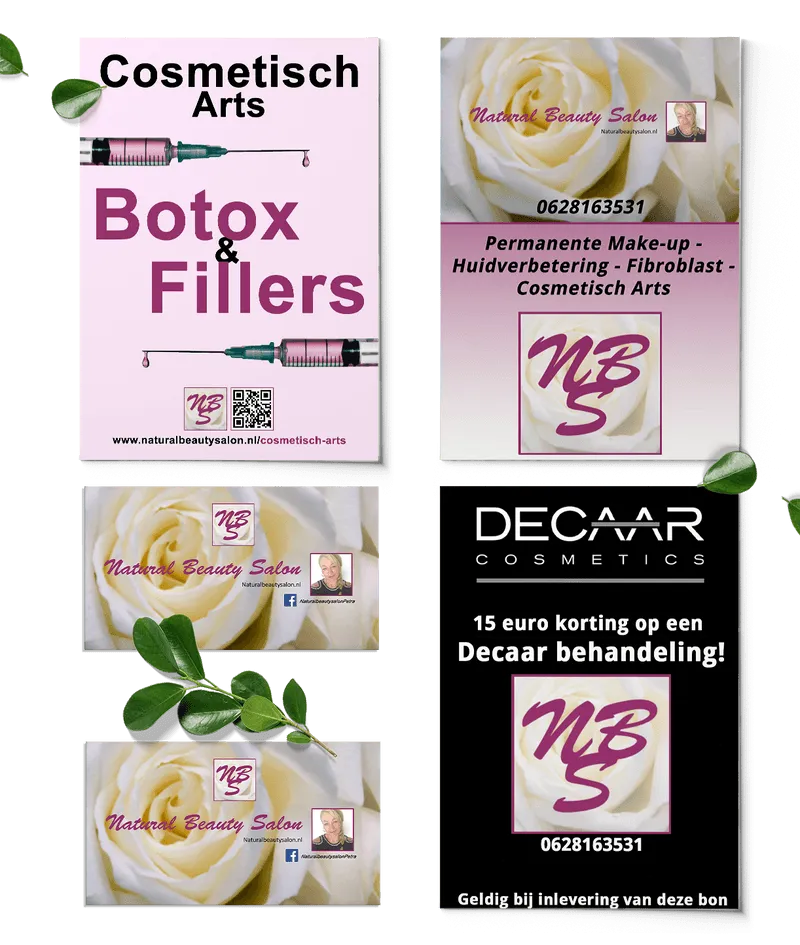 Cosmetisch
Arts
Botox
&
Fillers
NB
S
www.naturalbeautysalon.nl/cosmetisch-arts
Natural Beauty Salon
Naturalbeautysalon.nl
0628163531
Permanente Make-up -
Huidverbetering - Fibroblast -
Cosmetisch Arts
NB
S
NB
S
Natural Beauty Salon
Naturalbeautysalon.nl
NaturalbeautysalonPetra
NB
S
Natural Beauty Salon
Naturalbeautysalon.nl
NaturalbeautysalonPetra
DECAAR
COSMETICS
15 euro korting op een
Decaar behandeling!
NB
S
0628163531
Geldig bij inlevering van deze bon